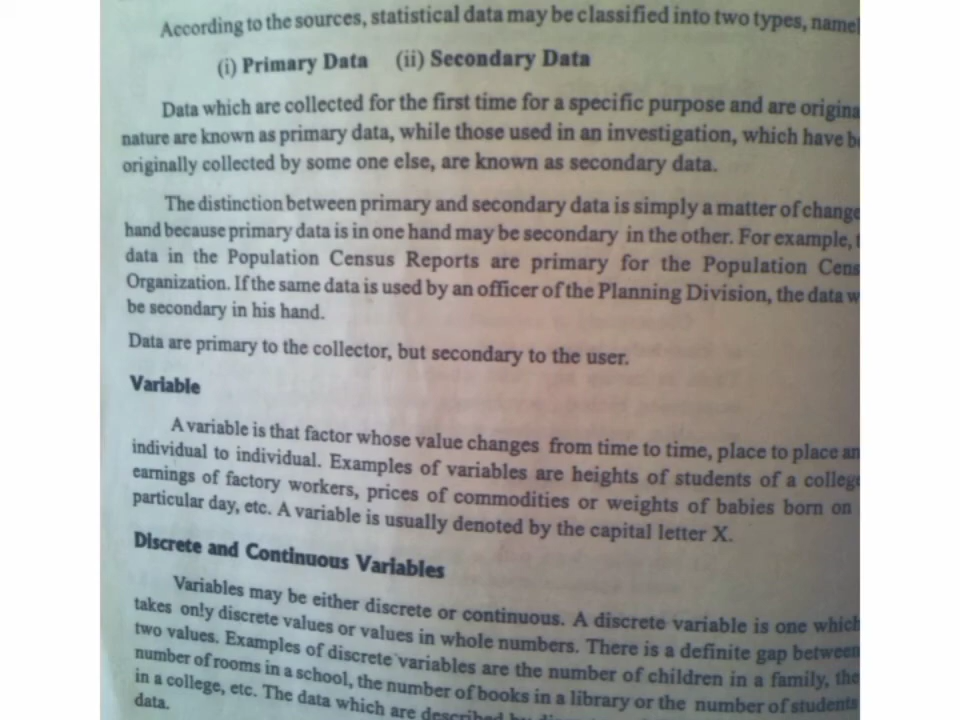 According to the sources, statistical data may be classified into two types,
(i) Primary Data (ii) Secondary Data
Data which are collected for the first time for a specific purpose and are
nature are known as primary data, while those used in an investigation, which have
originally collected by some one else, are known as secondary data.
The distinction between primary and secondary data is simply a matter of change
hand because primary data is in one hand may be secondary in the other. For example,
data in the Population Census Reports are primary for the Population
Organization. If the same data is used by an officer of the Planning Division, the data
be secondary in his hand.
Data are primary to the collector, but secondary to the user.
Variable
A variable is that factor whose value changes from time to time, place to place
individual to individual. Examples of variables are heights of students of a
earnings of factory workers, prices of commodities or weights of babies born on
particular day, etc. A variable is usually denoted by the capital letter X.
Discrete and Continuous Variables
Variables may be either discrete or continuous. A discrete variable is one which
takes only discrete values or values in whole numbers. There is a definite gap between
two values. Examples of discrete variables are the number of children in a family, the
number of rooms in a school, the number of books in a library or the number of students
in a college, etc. The data which are described by
data.